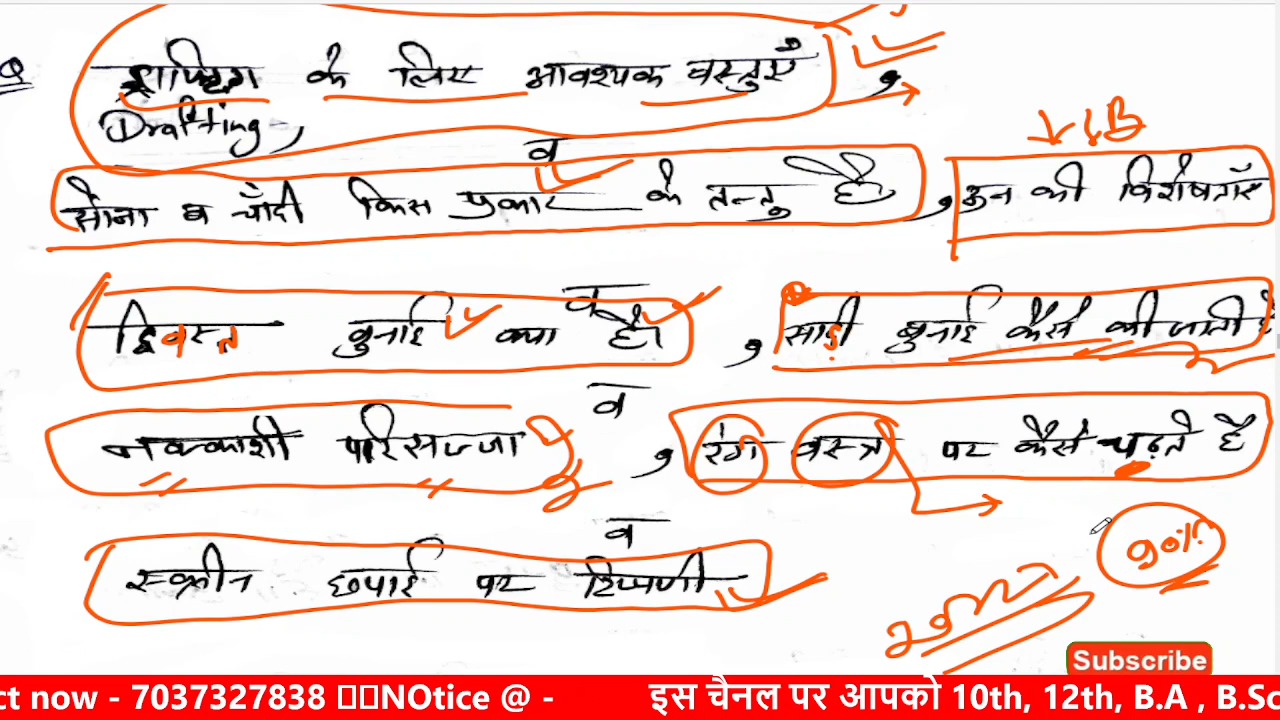 Q ड्राफ्टिंग के लिए आवश्यक वस्तुएँ ,
Drafting,
व
सोना व चाँदी किस प्रकार के तन्तु है , उन की विशेषताएँ
व
द्विवस्त्र बुनाई क्या है। , सादी बुनाई कैसे की जाती है
व
नक्काशी परिसज्जा , रंग वस्त्र पर कैसे चढ़ते है
व
स्क्रीन छपाई पर टिप्पणी
90%
Subscribe
ct now - 7037327838 NOtice @ - इस चैनल पर आपको 10th, 12th, B.A , B.Sc